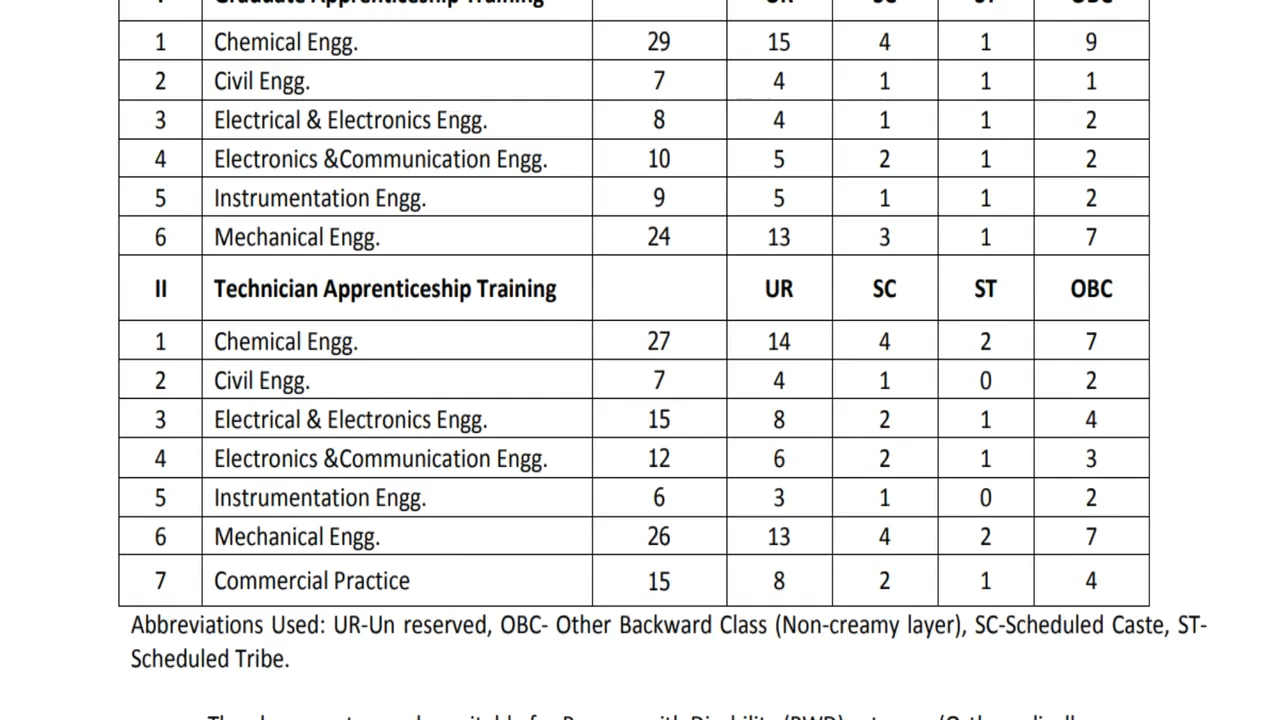 Graduate Apprenticeship Training UR SC ST OBC
1 Chemical Engg. 29 15 4 1 9
2 Civil Engg. 7 4 1 1 1
3 Electrical & Electronics Engg. 8 4 1 1 2
4 Electronics &Communication Engg. 10 5 2 1 2
5 Instrumentation Engg. 9 5 1 1 2
6 Mechanical Engg. 24 13 3 1 7
II Technician Apprenticeship Training UR SC ST OBC
1 Chemical Engg. 27 14 4 2 7
2 Civil Engg. 7 4 1 0 2
3 Electrical & Electronics Engg. 15 8 2 1 4
4 Electronics &Communication Engg. 12 6 2 1 3
5 Instrumentation Engg. 6 3 1 0 2
6 Mechanical Engg. 26 13 4 2 7
7 Commercial Practice 15 8 2 1 4
Abbreviations Used: UR-Un reserved, OBC- Other Backward Class (Non-creamy layer), SC-Scheduled Caste, ST-
Scheduled Tribe.